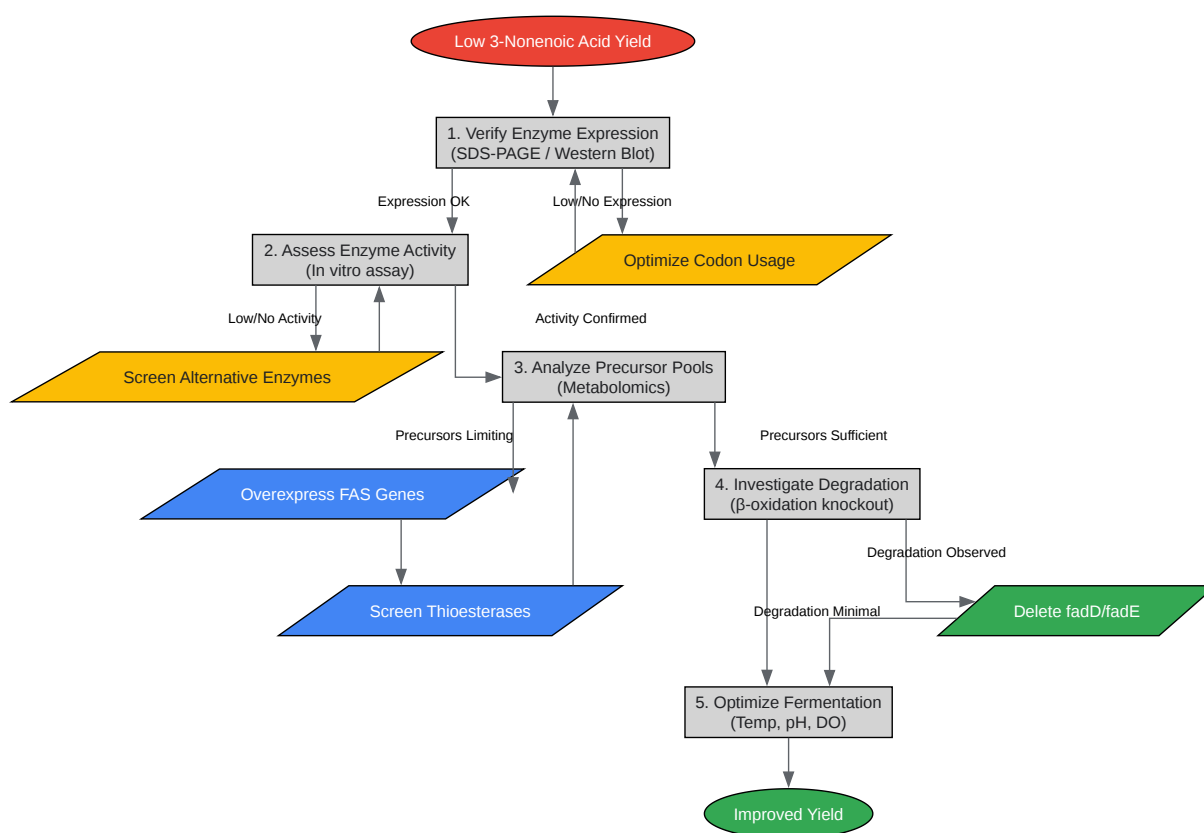 Low 3-Nonenoic Acid Yield
1. Verify Enzyme Expression
(SDS-PAGE / Western Blot)
Expression OK
Low/No Expression
2. Assess Enzyme Activity
(In vitro assay)
Optimize Codon Usage
Low/No Activity
Activity Confirmed
Screen Alternative Enzymes
3. Analyze Precursor Pools
(Metabolomics)
Precursors Limiting
Precursors Sufficient
Overexpress FAS Genes
4. Investigate Degradation
(β-oxidation knockout)
Degradation Observed
Screen Thioesterases
Degradation Minimal
Delete fadD/fadE
5. Optimize Fermentation
(Temp, pH, DO)
Improved Yield